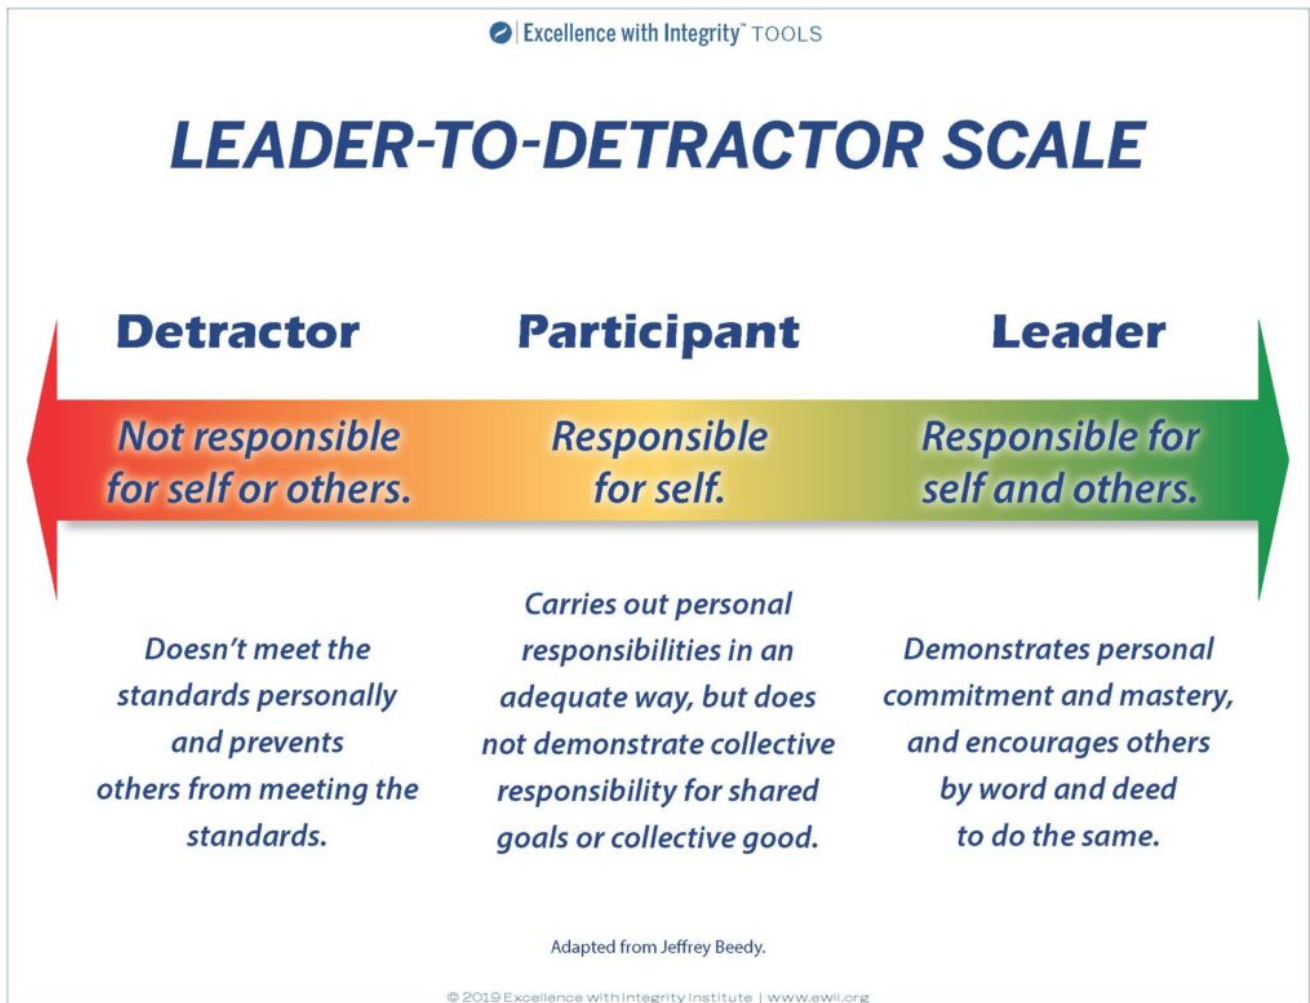 Excellence with Integrity™ TOOLS
LEADER-TO-DETRACTOR SCALE
Detractor
Not responsible
for self or others.
Doesn't meet the
standards personally
and prevents
others from meeting the
standards.
Participant
Responsible
for self.
Carries out personal
responsibilities in an
adequate way, but does
not demonstrate collective
responsibility for shared
goals or collective good.
Leader
Responsible for
self and others.
Demonstrates personal
commitment and mastery,
and encourages others
by word and deed
to do the same.
Adapted from Jeffrey Beedy.
© 2019 Excellence with Integrity Institute | www.ewii.org